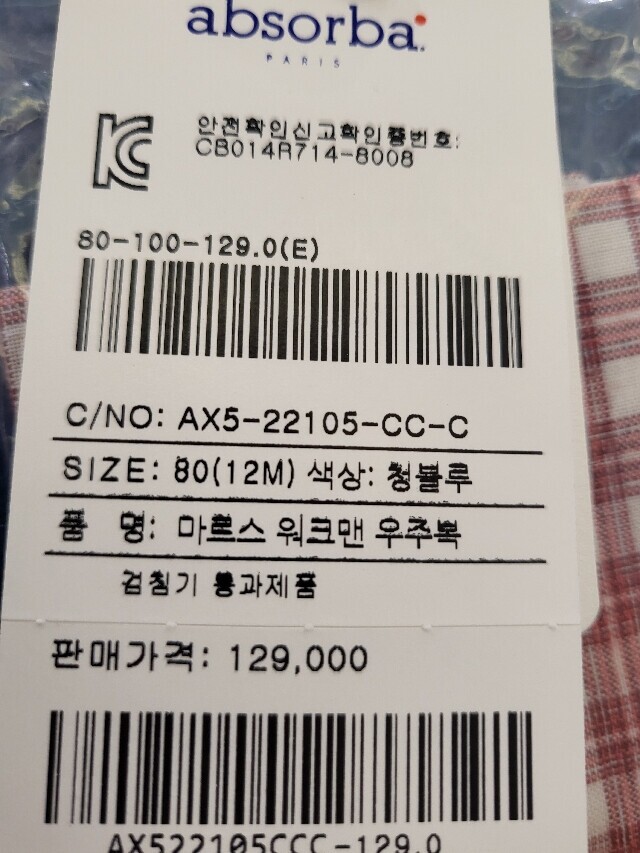 absorba
PARIS
안전확인신고확인증번호:
CB014R714-8008
80-100-129.0(E)
C/NO: AX5-22105-CC-C
SIZE: 80(12M) 색상: 청블루
품 명: 마르스 워크맨 우주복
검침기 통과제품
판매가격: 129,000
AX522105CCC-129.0